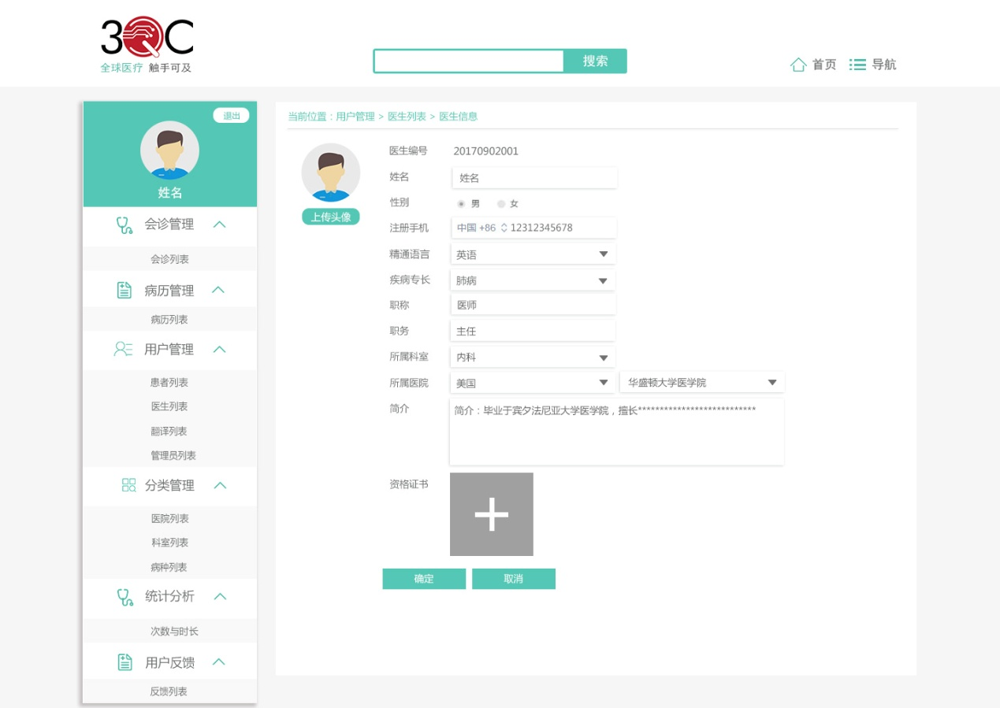 3QC
全球医疗 触手可及
搜索
首页
导航
退出
姓名
会诊管理
会诊列表
病历管理
病历列表
用户管理
患者列表
医生列表
翻译列表
管理员列表
分类管理
医院列表
科室列表
病种列表
统计分析
次数与时长
用户反馈
反馈列表
当前位置：用户管理 > 医生列表 > 医生信息
上传头像
医生编号 20170902001
姓名 姓名
性别 男 女
注册手机 中国 +86 12312345678
精通语言 英语
疾病专长 肺病
职称 医师
职务 主任
所属科室 内科
所属医院 美国 华盛顿大学医学院
简介 简介：毕业于宾夕法尼亚大学医学院，擅长***************************
资格证书
确定 取消